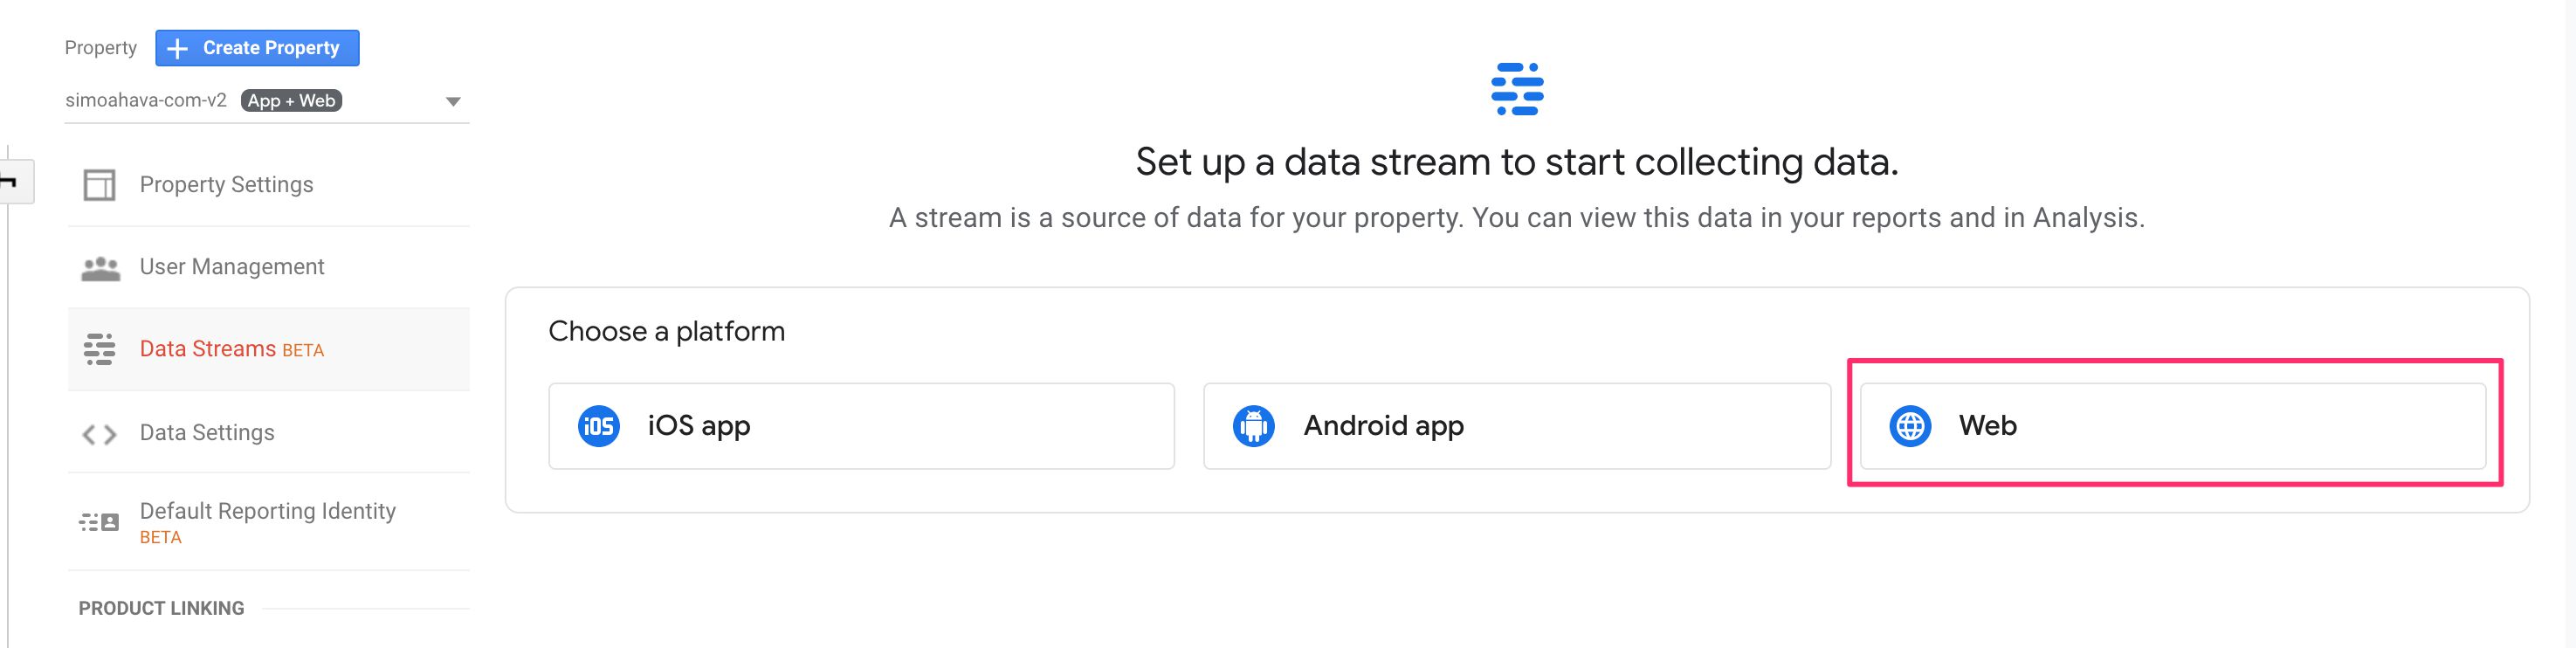 Property
Create Property
simoahava-com-v2 App + Web
Property Settings
User Management
Data Streams BETA
Data Settings
Default Reporting Identity
BETA
PRODUCT LINKING
Set up a data stream to start collecting data.
A stream is a source of data for your property. You can view this data in your reports and in Analysis.
Choose a platform
iOS iOS app
Android app
Web